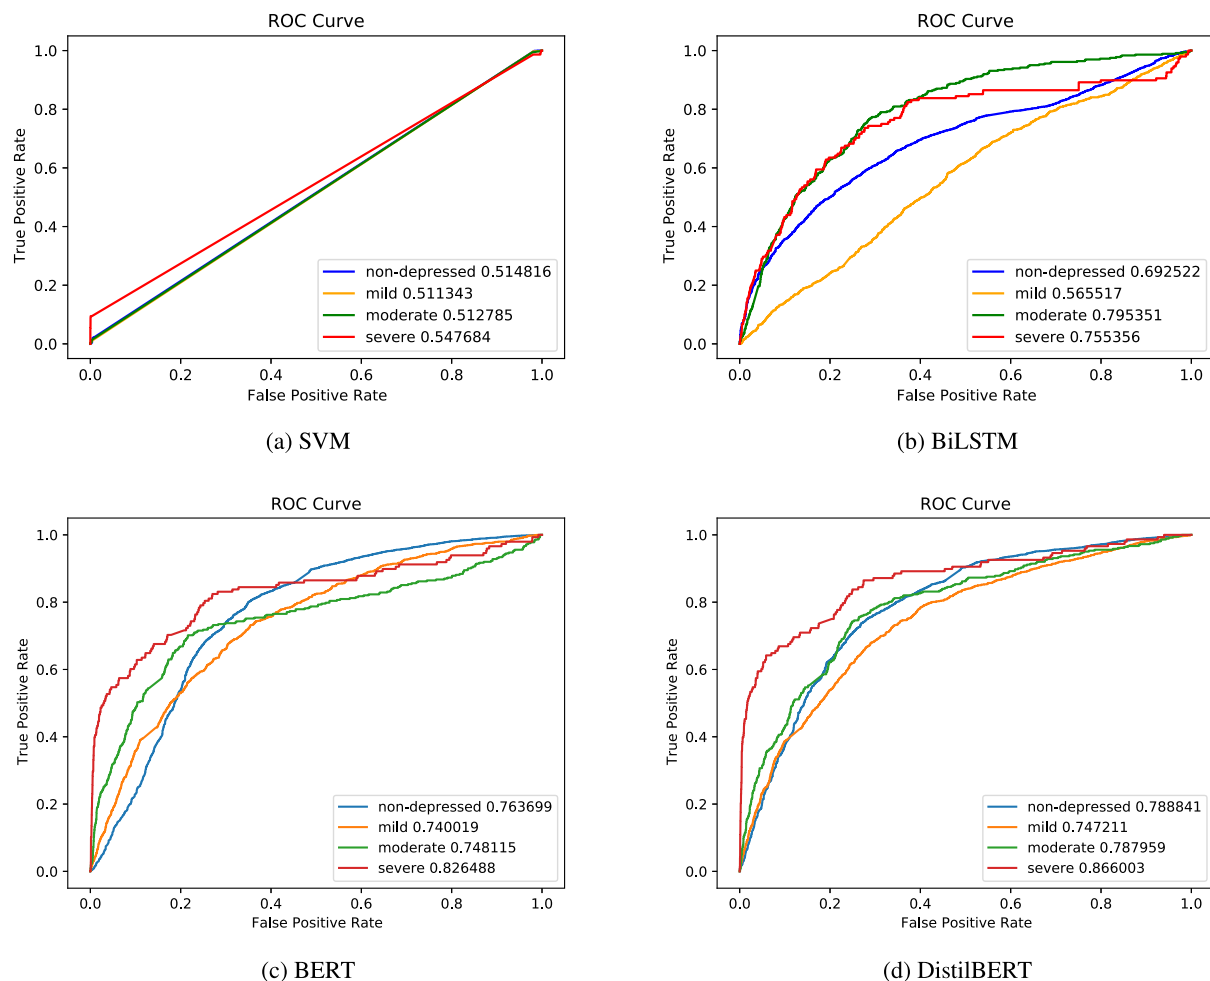 ROC Curve
1.0
0.8
0.6
0.4
0.2
0.0
True Positive Rate
non-depressed 0.514816
mild 0.511343
moderate 0.512785
severe 0.547684
0.0 0.2 0.4 0.6 0.8 1.0
False Positive Rate
(a) SVM
ROC Curve
1.0
0.8
0.6
0.4
0.2
0.0
True Positive Rate
non-depressed 0.692522
mild 0.565517
moderate 0.795351
severe 0.755356
0.0 0.2 0.4 0.6 0.8 1.0
False Positive Rate
(b) BiLSTM
ROC Curve
1.0
0.8
0.6
0.4
0.2
0.0
True Positive Rate
non-depressed 0.763699
mild 0.740019
moderate 0.748115
severe 0.826488
0.0 0.2 0.4 0.6 0.8 1.0
False Positive Rate
(c) BERT
ROC Curve
1.0
0.8
0.6
0.4
0.2
0.0
True Positive Rate
non-depressed 0.788841
mild 0.747211
moderate 0.787959
severe 0.866003
0.0 0.2 0.4 0.6 0.8 1.0
False Positive Rate
(d) DistilBERT